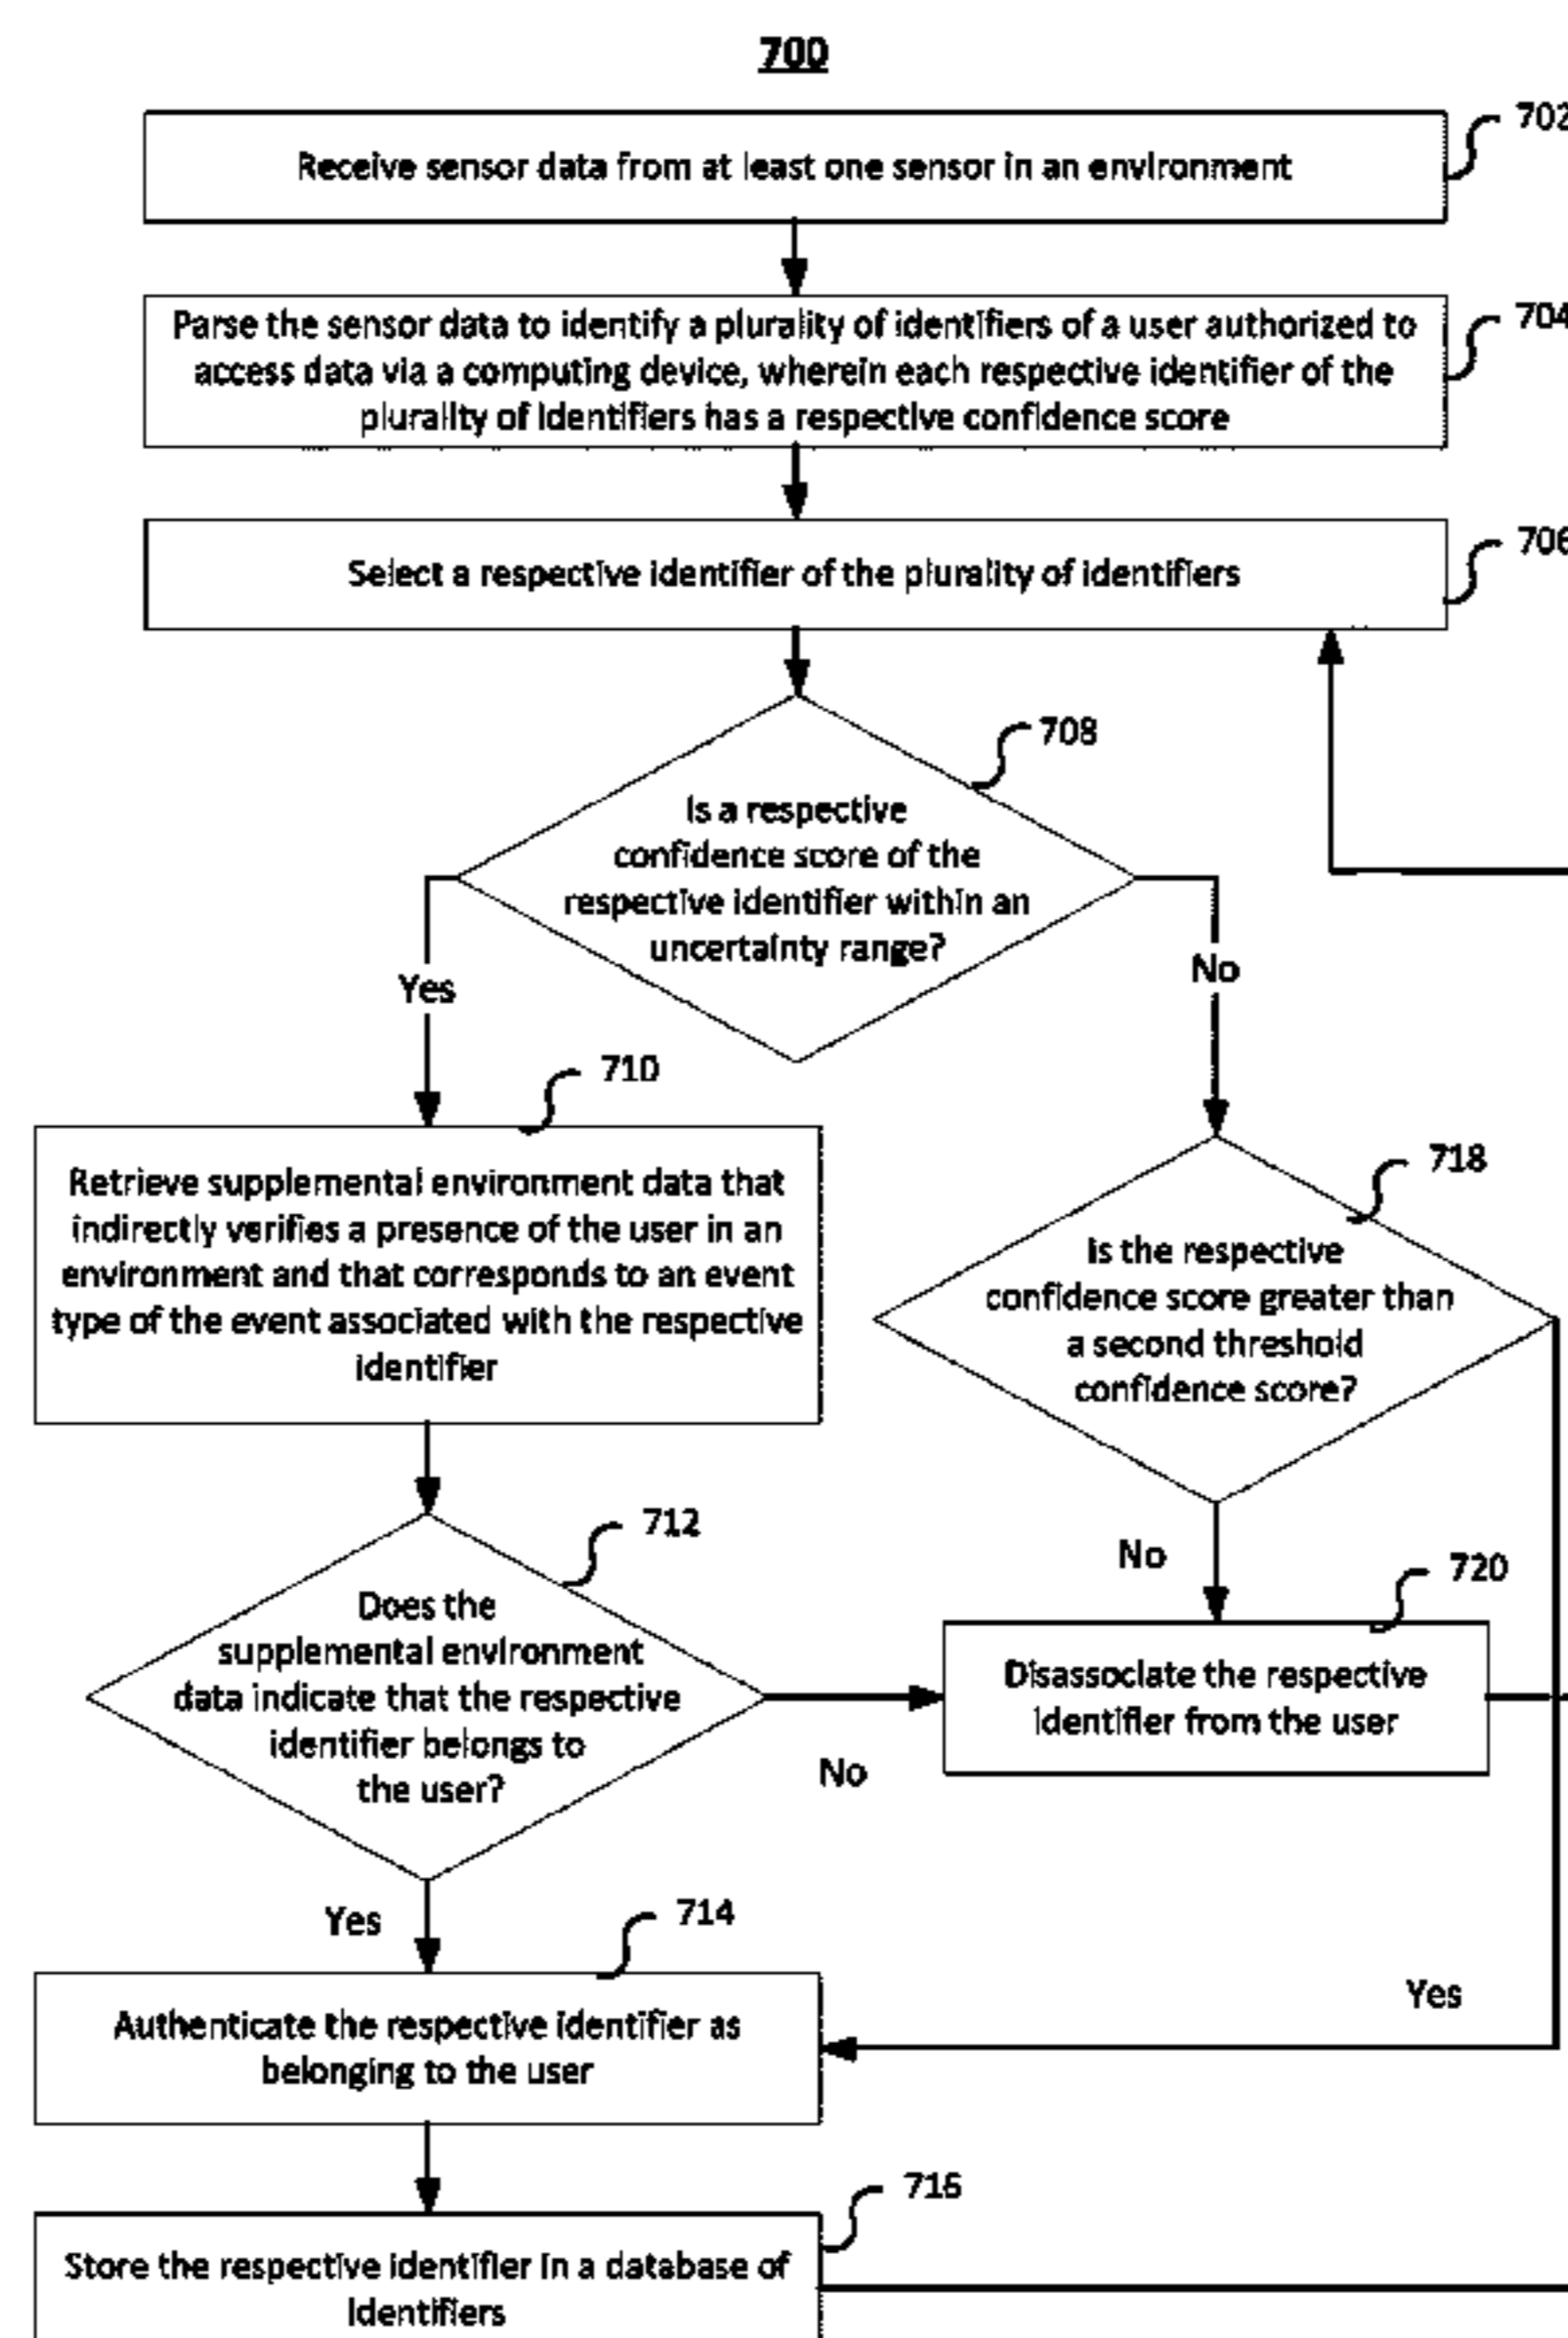 700
702
Receive sensor data from at least one sensor in an environment
704
Parse the sensor data to identify a plurality of identifiers of a user authorized to
access data via a computing device, wherein each respective identifier of the
plurality of identifiers has a respective confidence score
706
Select a respective identifier of the plurality of identifiers
708
Is a respective
confidence score of the
respective identifier within an
uncertainty range?
Yes
No
710
Retrieve supplemental environment data that
indirectly verifies a presence of the user in an
environment and that corresponds to an event
type of the event associated with the respective
identifier
718
Is the respective
confidence score greater than
a second threshold
confidence score?
712
Does the
supplemental environment
data indicate that the respective
identifier belongs to
the user?
No
720
Disassociate the respective
identifier from the user
No
Yes
714
Authenticate the respective identifier as
belonging to the user
Yes
716
Store the respective identifier in a database of
identifiers